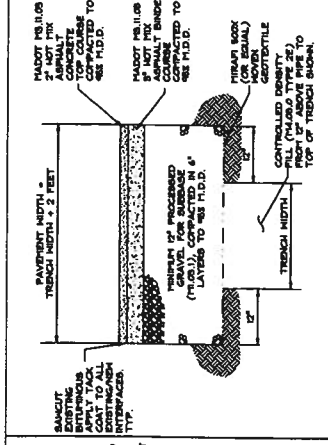 SAWCUT
EXISTING
BITUMINOUS
APPLY TACK
COAT TO ALL
EXISTING/NEW
INTERFACES.
TYP.
PAVEMENT WIDTH =
TRENCH WIDTH + 2 FEET
MADOT M3.11.03
2" HOT MIX
ASPHALT
CONCRETE
TOP COURSE
COMPACTED TO
95% M.D.D.
MADOT M3.11.03
HOT MIX
ASPHALT BINDER
COURSE
COMPACTED TO
95% M.D.D.
MINIMUM 12" PROCESSED
GRAVEL FOR SUBBASE
(M1.03.1), COMPACTED IN 6"
LAYERS TO 95% M.D.D.
MIRAFI 500X
(OR EQUAL)
WOVEN
GEOTEXTILE
12"
TRENCH WIDTH
12"
CONTROLLED DENSITY
FILL (M4.08.0 TYPE 2E)
FROM 12" ABOVE PIPE TO
TOP OF TRENCH SHOWN.